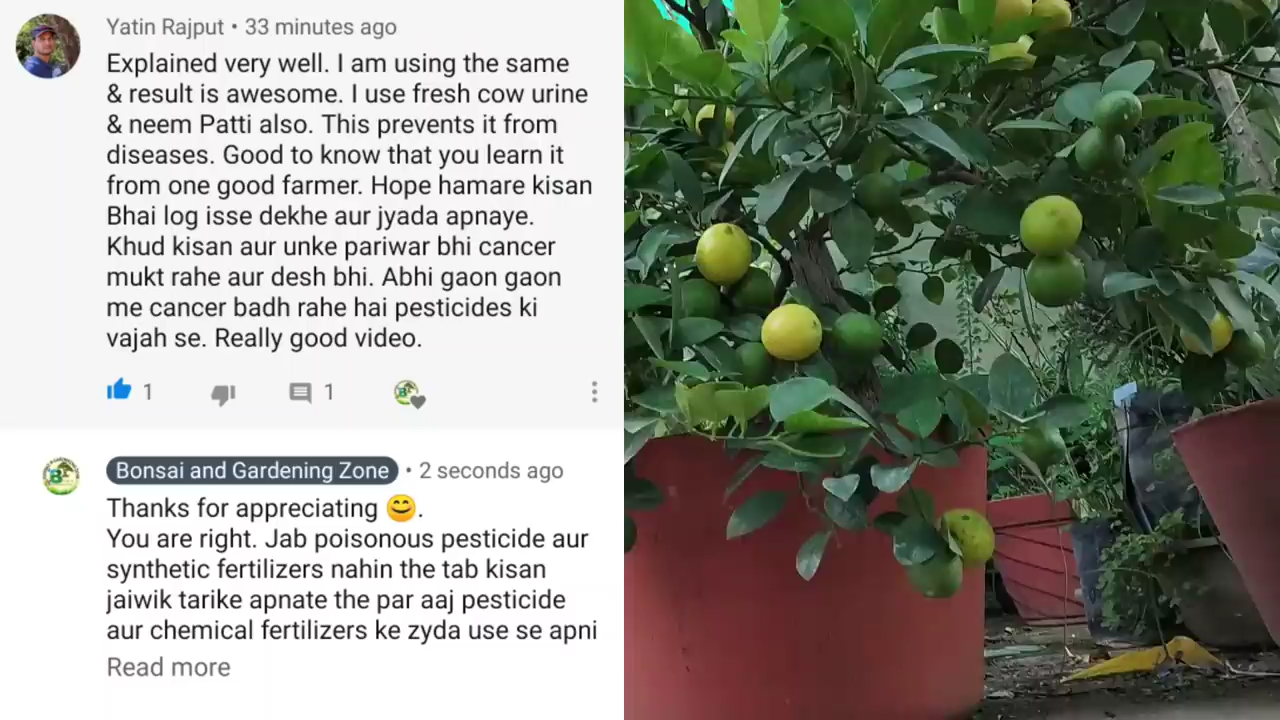 Yatin Rajput • 33 minutes ago
Explained very well. I am using the same
& result is awesome. I use fresh cow urine
& neem Patti also. This prevents it from
diseases. Good to know that you learn it
from one good farmer. Hope hamare kisan
Bhai log isse dekhe aur jyada apnaye.
Khud kisan aur unke pariwar bhi cancer
mukt rahe aur desh bhi. Abhi gaon gaon
me cancer badh rahe hai pesticides ki
vajah se. Really good video.
1 1
Bonsai and Gardening Zone • 2 seconds ago
Thanks for appreciating 😊.
You are right. Jab poisonous pesticide aur
synthetic fertilizers nahin the tab kisan
jaiwik tarike apnate the par aaj pesticide
aur chemical fertilizers ke zyda use se apni
Read more